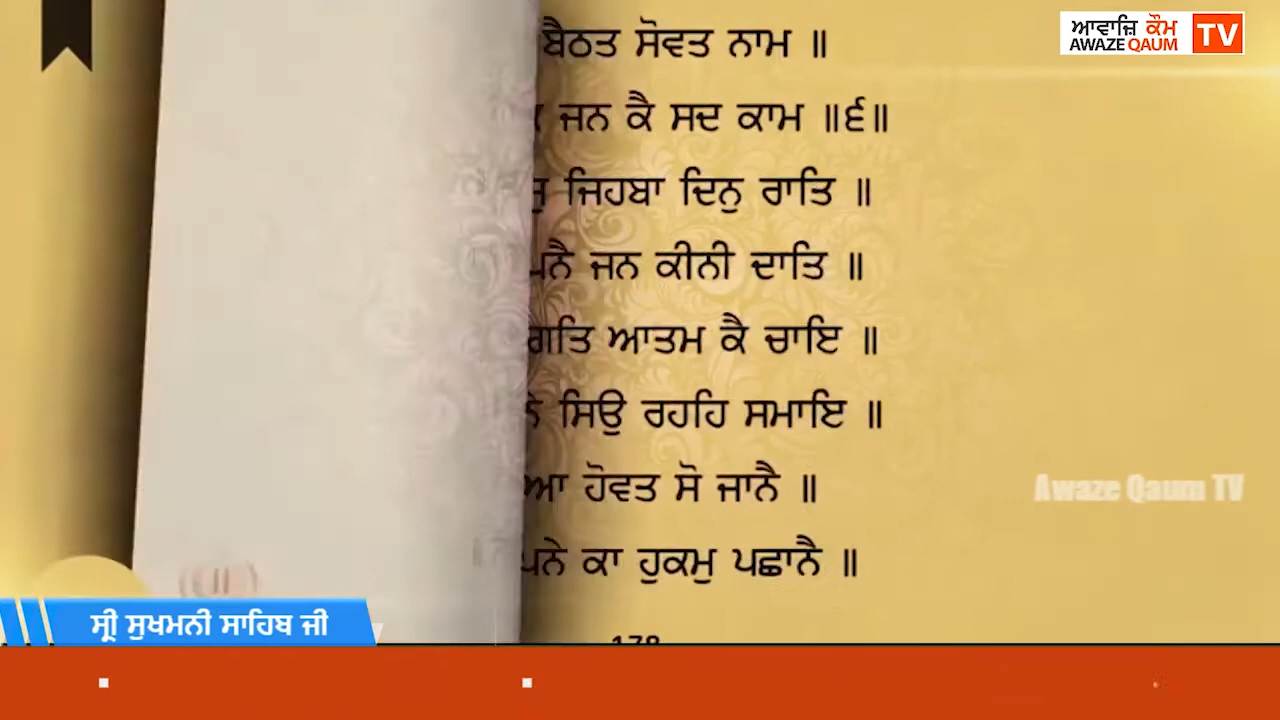 ਆਵਾਜ਼ਿ ਕੌਮ
AWAZE QAUM
TV
ਬੈਠਤ ਸੋਵਤ ਨਾਮ ॥
ਜਨ ਕੈ ਸਦ ਕਾਮ ॥੬॥
ਜਿਹਬਾ ਦਿਨੁ ਰਾਤਿ ॥
ਜਨ ਕੀਨੀ ਦਾਤਿ ॥
ਆਤਮ ਕੈ ਚਾਇ ॥
ਸਿਉ ਰਹਹਿ ਸਮਾਇ ॥
ਹੋਵਤ ਸੋ ਜਾਨੈ ॥
Awaze Qaum TV
ਕਾ ਹੁਕਮੁ ਪਛਾਨੈ ॥
ਸ੍ਰੀ ਸੁਖਮਨੀ ਸਾਹਿਬ ਜੀ